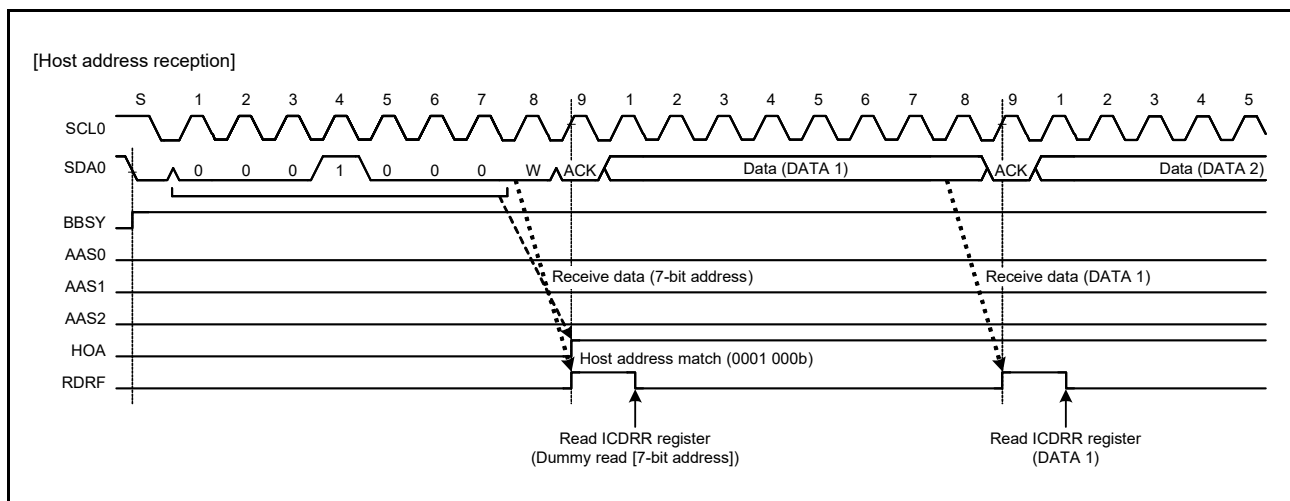 [Host address reception]
S 1 2 3 4 5 6 7 8 9 1 2 3 4 5 6 7 8 9 1 2 3 4 5
SCL0
SDA0 0 0 0 1 0 0 0 W ACK Data (DATA 1) ACK Data (DATA 2)
BBSY
AAS0
Receive data (7-bit address) Receive data (DATA 1)
AAS1
AAS2
HOA
Host address match (0001 000b)
RDRF
Read ICDRR register Read ICDRR register
(Dummy read [7-bit address]) (DATA 1)